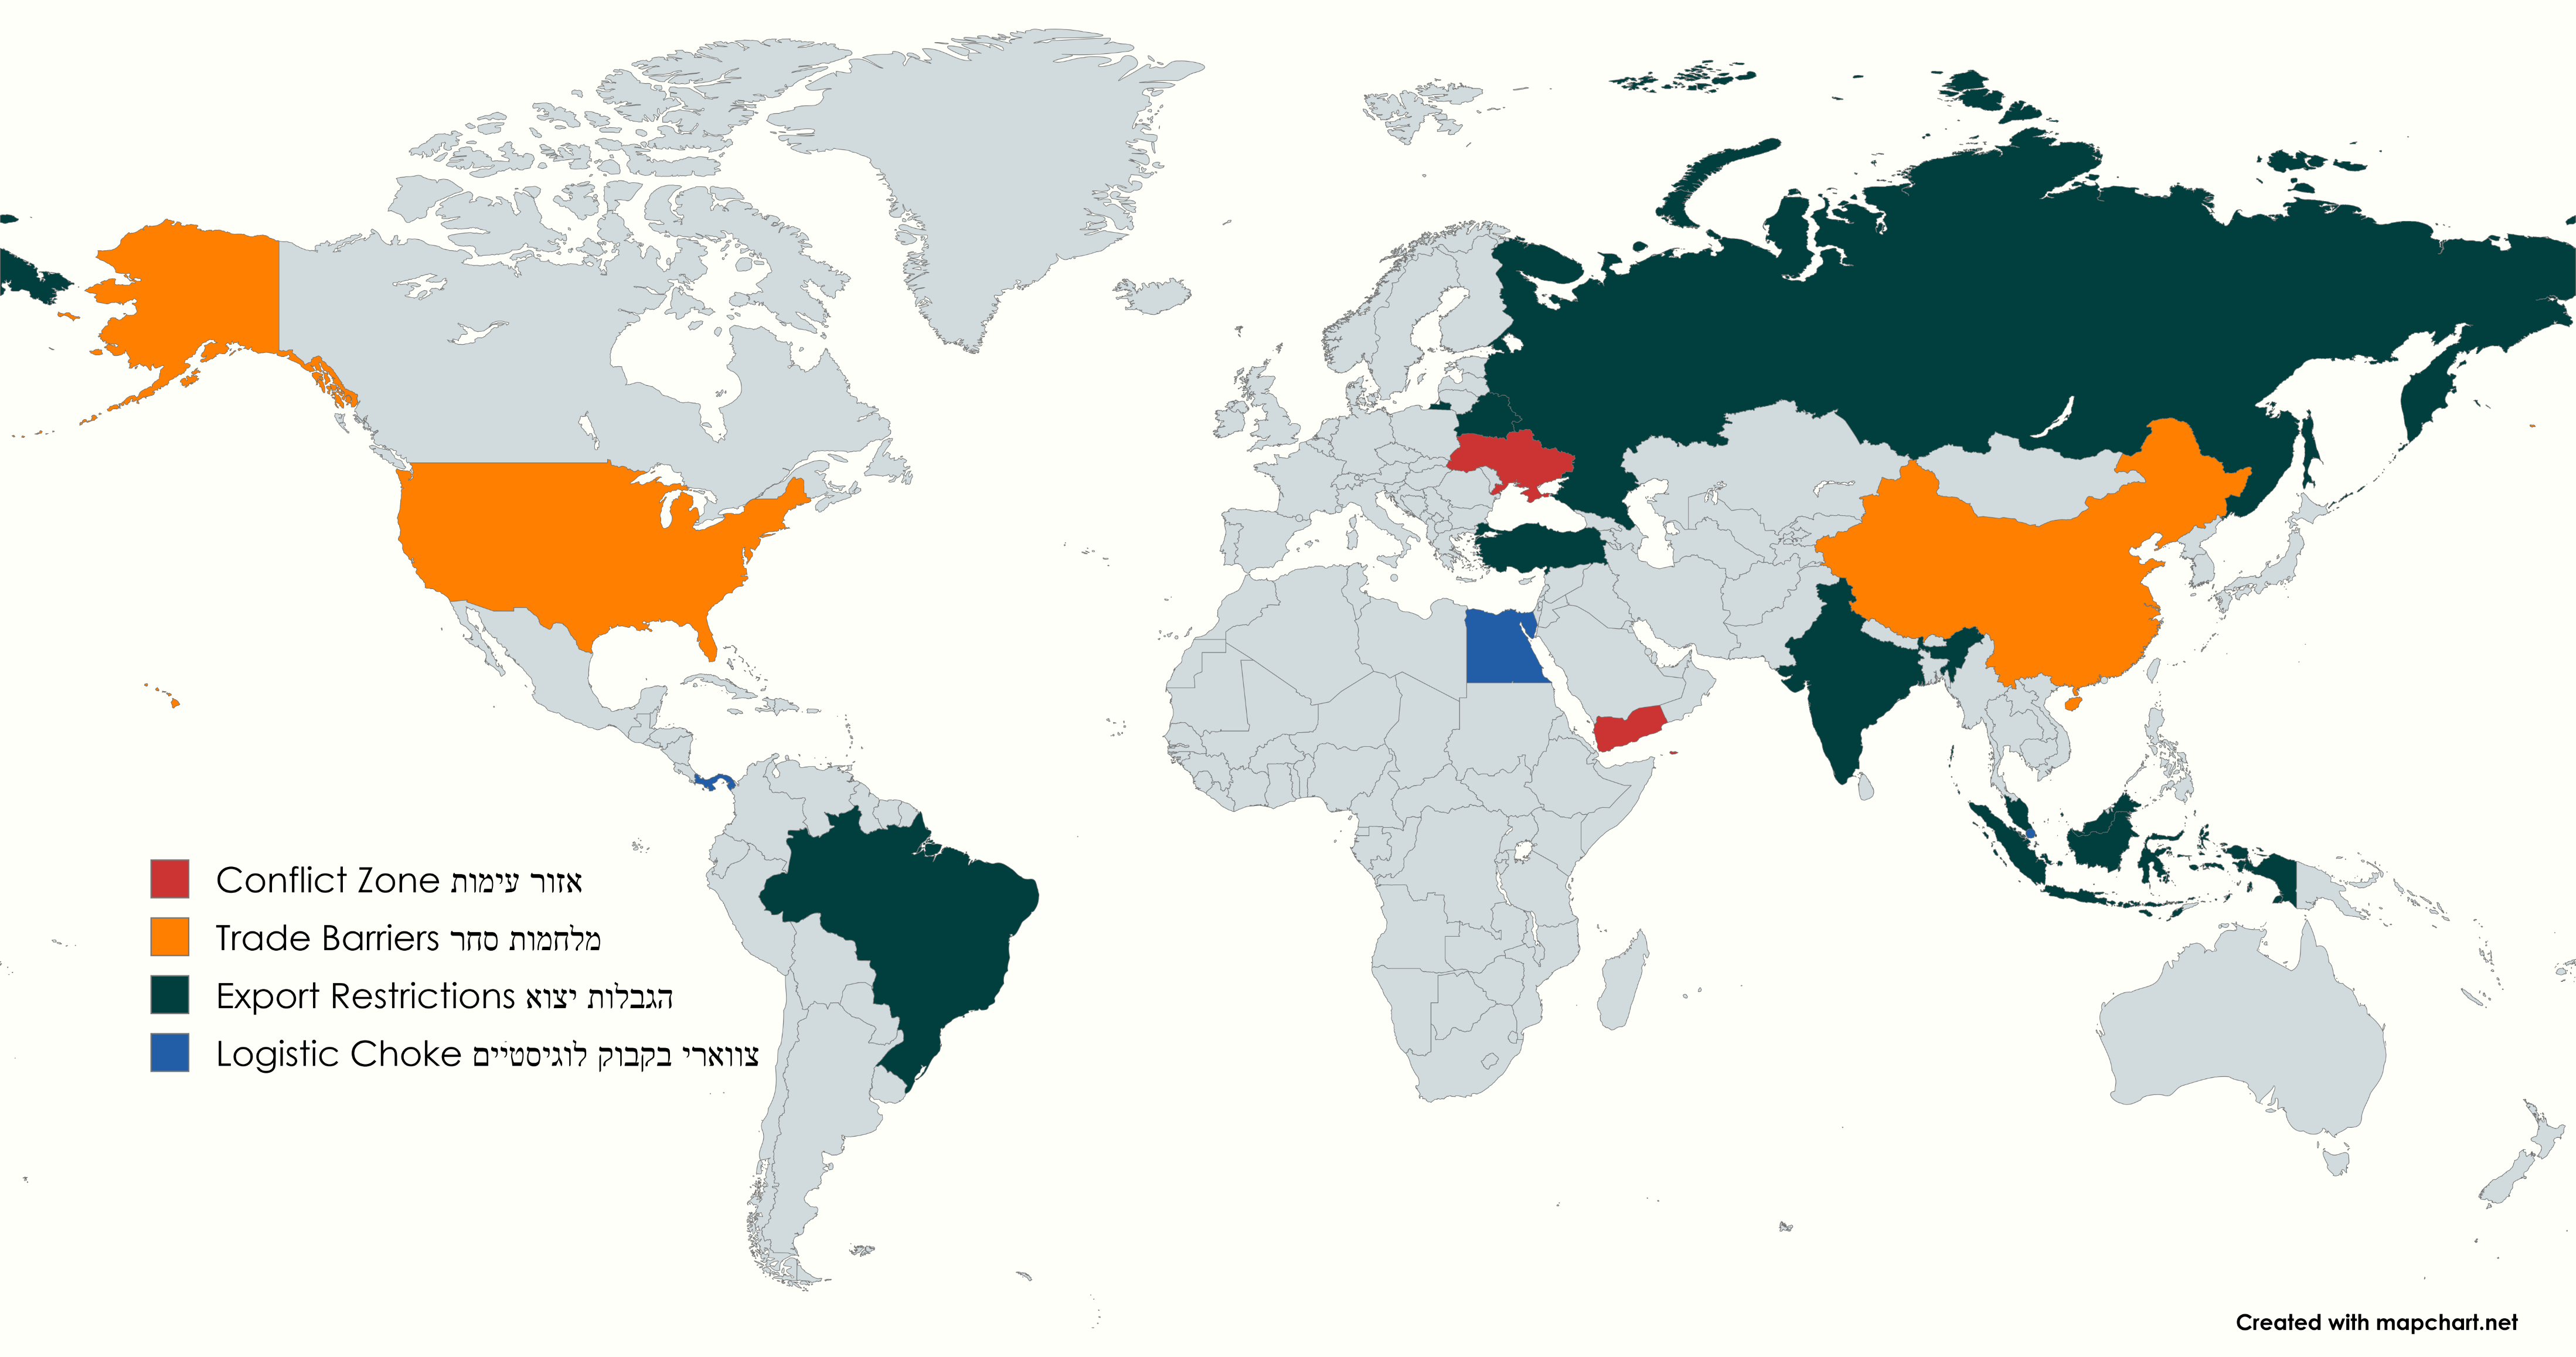 Conflict Zone אזור עימות
Trade Barriers מלחמות סחר
Export Restrictions הגבלות יצוא
Logistic Choke צווארי בקבוק לוגיסטיים
Created with mapchart.net